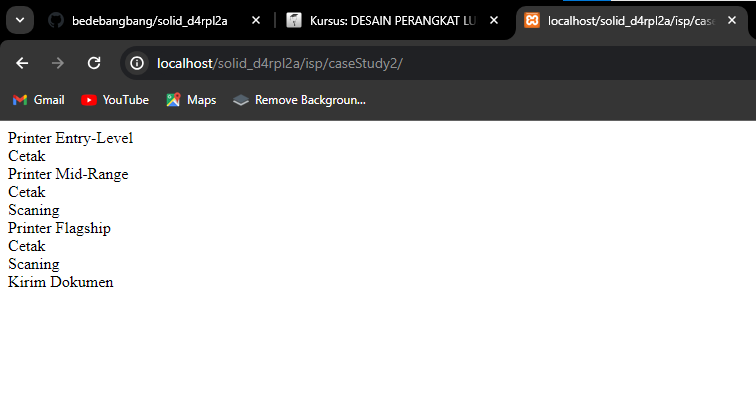 bedebangbang/solid_d4rpl2a
Kursus: DESAIN PERANGKAT LU
localhost/solid_d4rpl2a/isp/case
localhost/solid_d4rpl2a/isp/caseStudy2/
Gmail
YouTube
Maps
Remove Backgroun...
Printer Entry-Level
Cetak
Printer Mid-Range
Cetak
Scaning
Printer Flagship
Cetak
Scaning
Kirim Dokumen